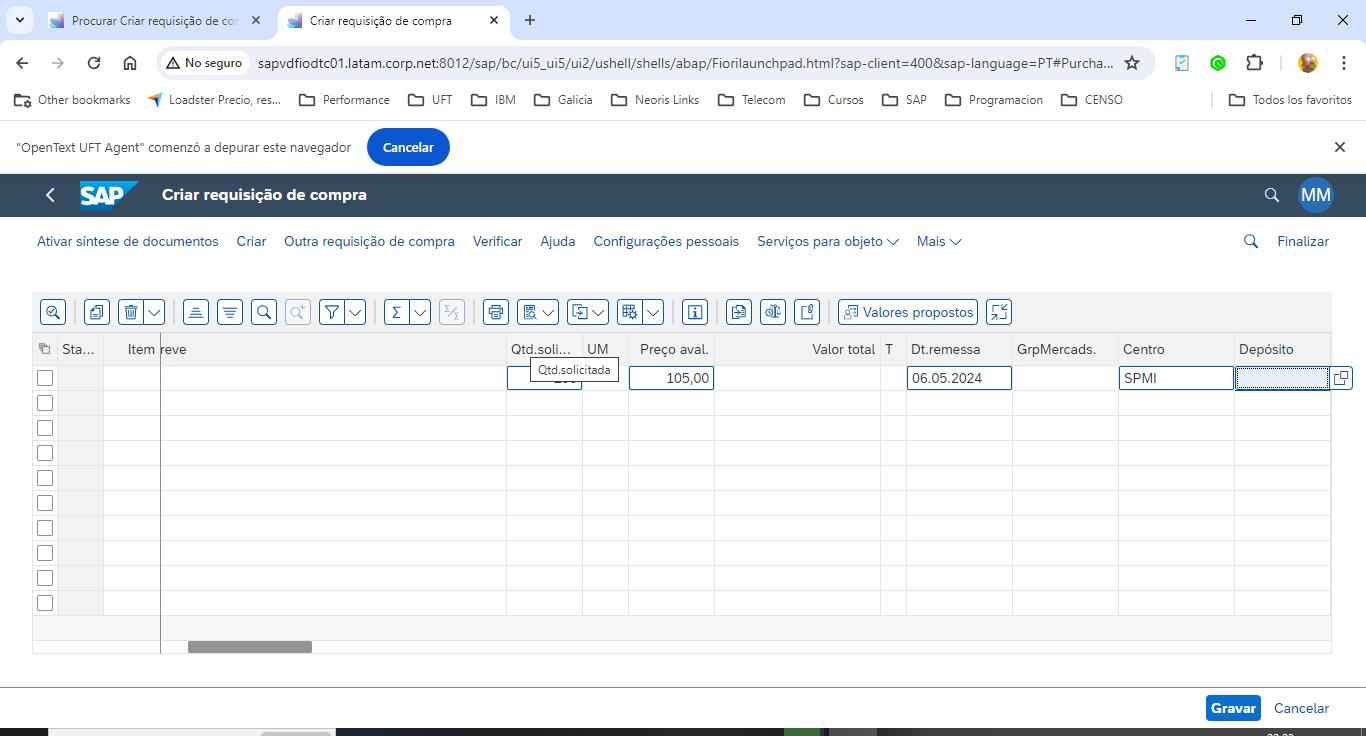 Procurar Criar requisição de co
Criar requisição de compra
No seguro
sapvdfiodtc01.latam.corp.net:8012/sap/bc/ui5_ui5/ui2/ushell/shells/abap/Fiorilaunchpad.html?sap-client=400&sap-language=PT#Purcha...
Other bookmarks
Loadster Precio, res...
Performance
UFT
IBM
Galicia
Neoris Links
Telecom
Cursos
SAP
Programacion
CENSO
Todos los favoritos
"OpenText UFT Agent" comenzó a depurar este navegador
Cancelar
SAP
Criar requisição de compra
MM
Ativar síntese de documentos
Criar
Outra requisição de compra
Verificar
Ajuda
Configurações pessoais
Serviços para objeto
Mais
Finalizar
Valores propostos
Sta...
Item
reve
Qtd.soli...
UM
Preço aval.
Valor total
T
Dt.remessa
GrpMercads.
Centro
Depósito
Qtd.solicitada
105,00
06.05.2024
SPMI
Gravar
Cancelar